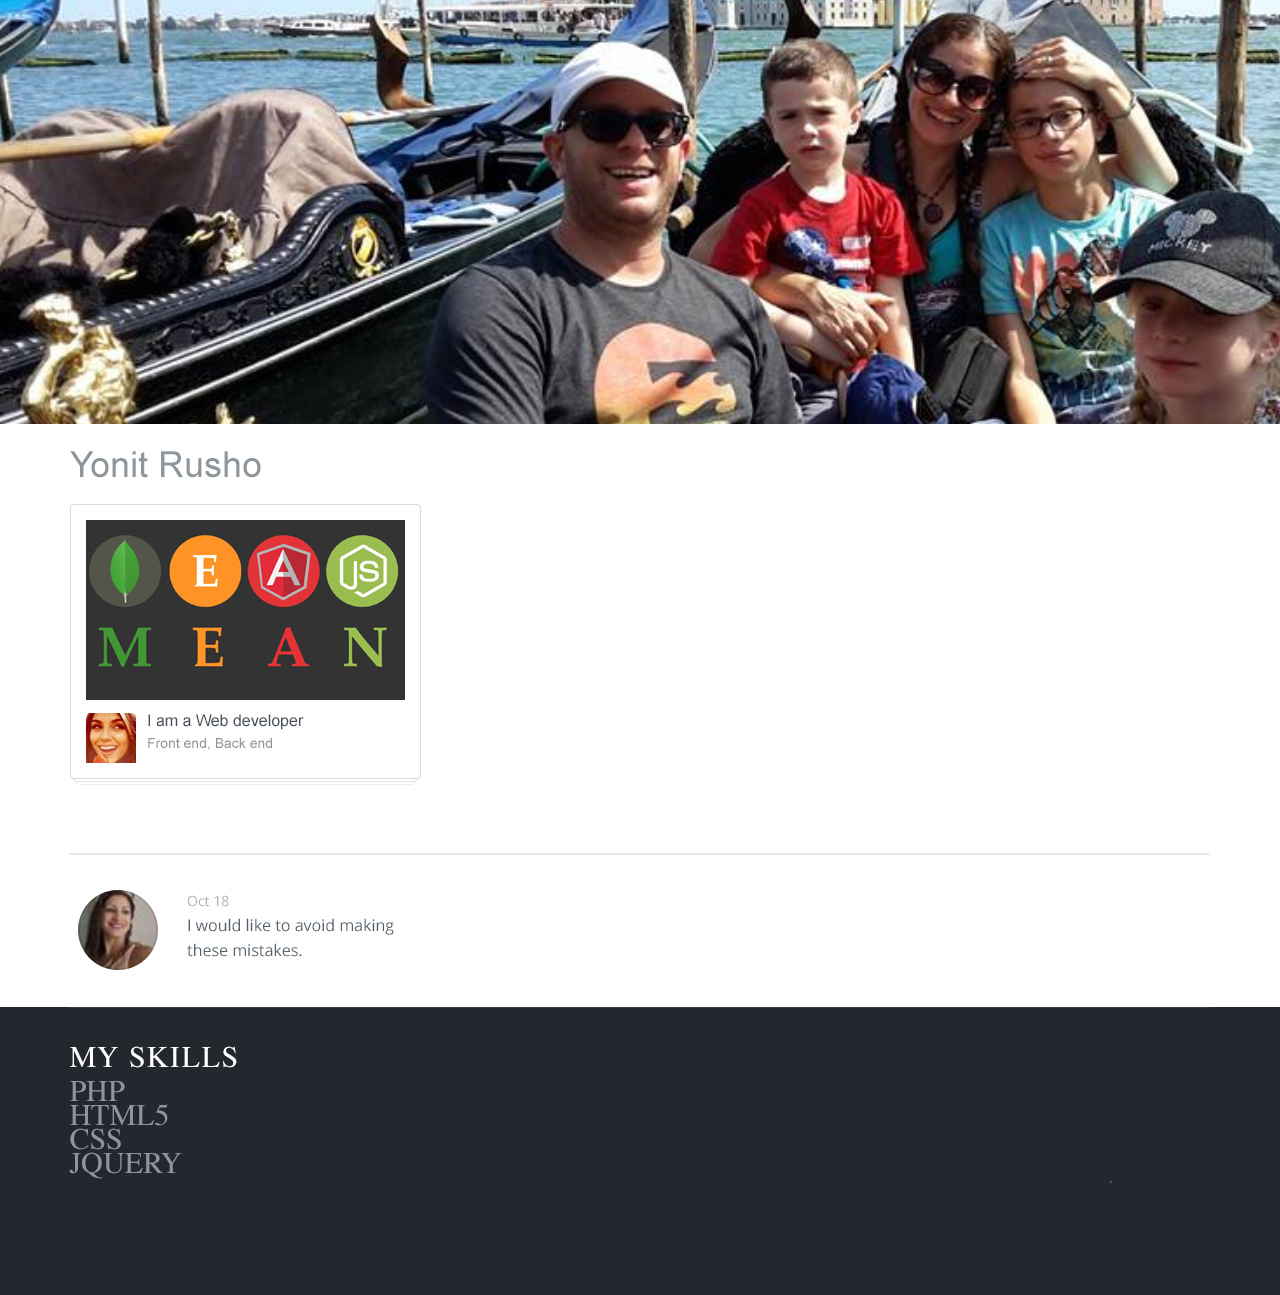 MICKEY
Yonit Rusho
E A JS
M E A N
I am a Web developer
Front end, Back end
Oct 18
I would like to avoid making
these mistakes.
MY SKILLS
PHP
HTML5
CSS
JQUERY